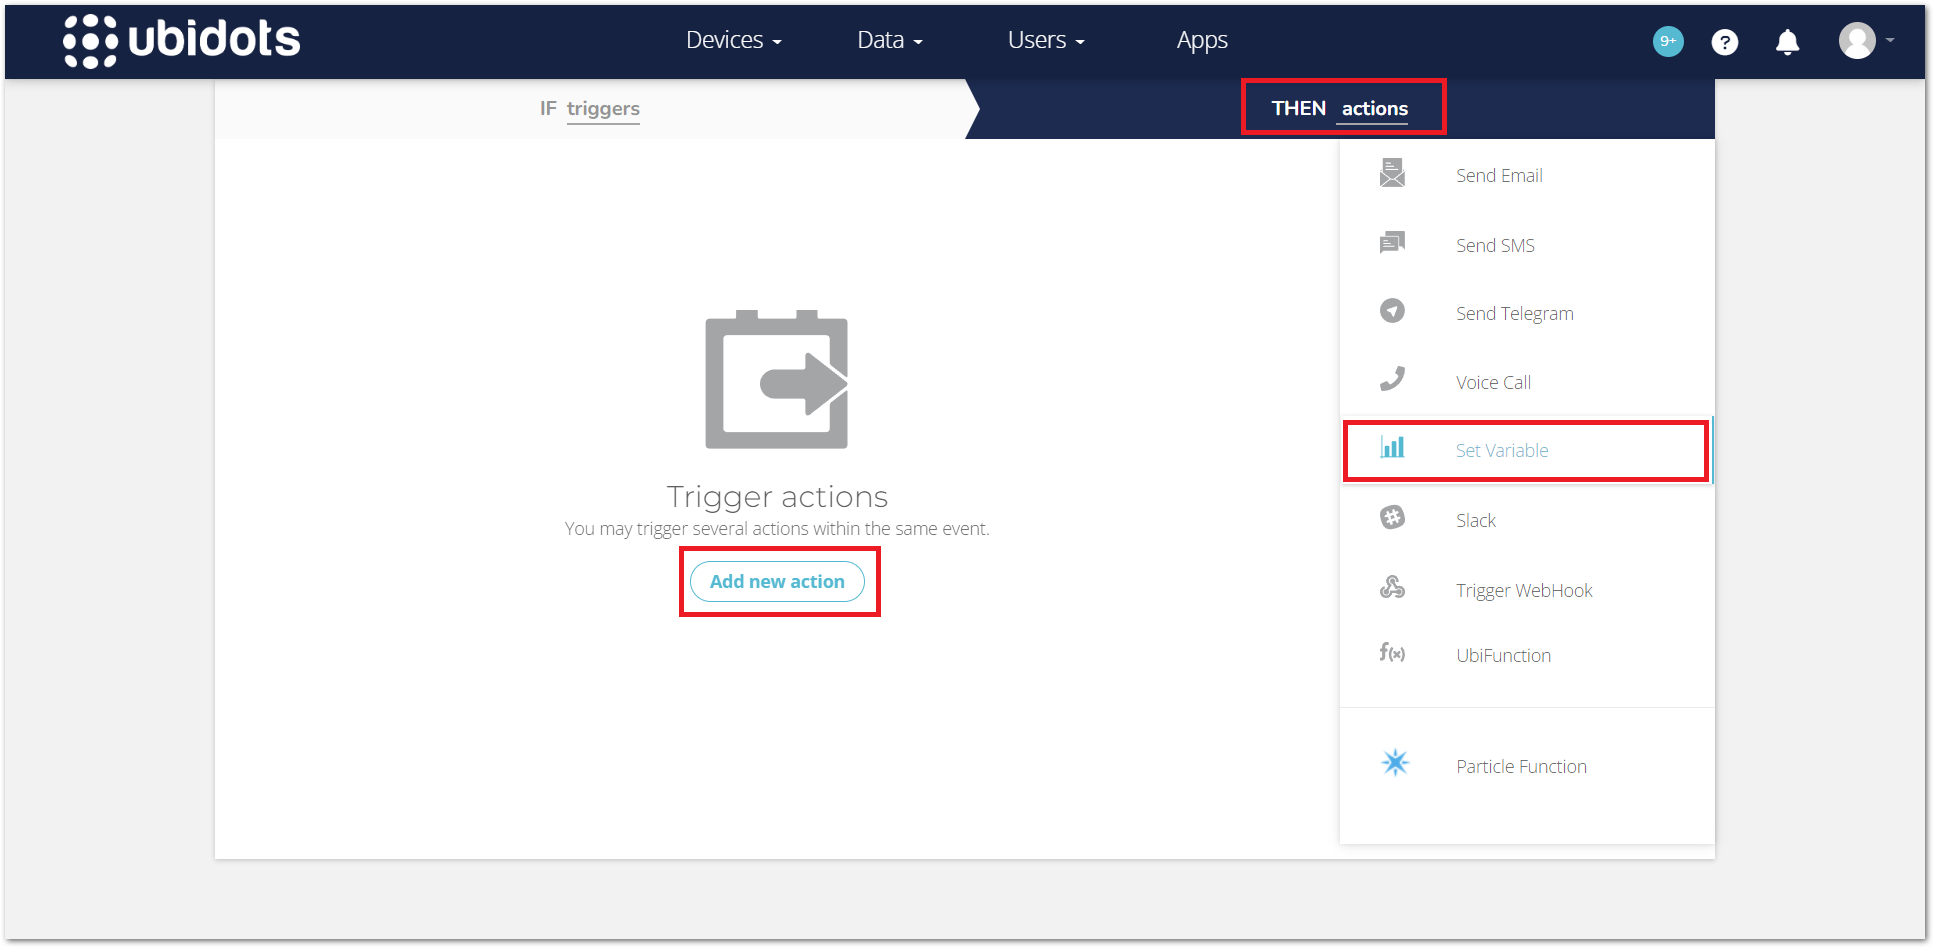 ubidots
Devices
Data
Users
Apps
9+
?
IF triggers
THEN actions
Send Email
Send SMS
Send Telegram
Voice Call
Set Variable
Slack
Trigger WebHook
f(x) UbiFunction
Particle Function
Trigger actions
You may trigger several actions within the same event.
Add new action